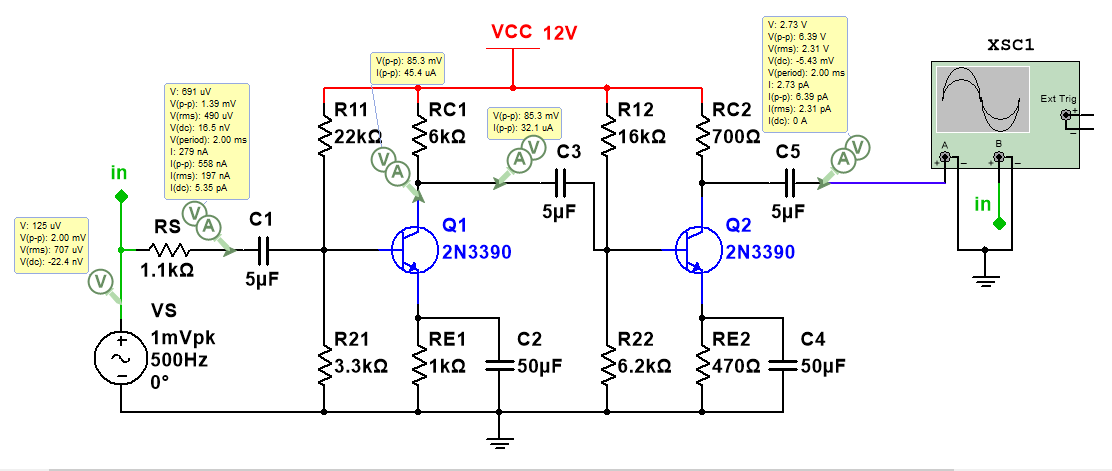 VCC 12V
V(p-p): 85.3 mV
I(p-p): 45.4 uA
V: 2.73 V
V(p-p): 6.39 V
V(rms): 2.31 V
V(dc): -5.43 mV
V(period): 2.00 ms
I: 2.73 pA
I(p-p): 6.39 pA
I(rms): 2.31 pA
I(dc): 0 A
XSC1
Ext Trig
+
−
A
B
+
−
+
−
V: 691 uV
V(p-p): 1.39 mV
V(rms): 490 uV
V(dc): 16.5 nV
V(period): 2.00 ms
I: 279 nA
I(p-p): 558 nA
I(rms): 197 nA
I(dc): 5.35 pA
R11
22kΩ
RC1
6kΩ
V(p-p): 85.3 mV
I(p-p): 32.1 uA
R12
16kΩ
RC2
700Ω
V
A
A
V
A
V
C3
5µF
C5
5µF
in
in
V: 125 uV
V(p-p): 2.00 mV
V(rms): 707 uV
V(dc): -22.4 nV
V
RS
1.1kΩ
V
A
C1
5µF
Q1
2N3390
Q2
2N3390
VS
1mVpk
500Hz
0°
+
−
R21
3.3kΩ
RE1
1kΩ
C2
50µF
R22
6.2kΩ
RE2
470Ω
C4
50µF